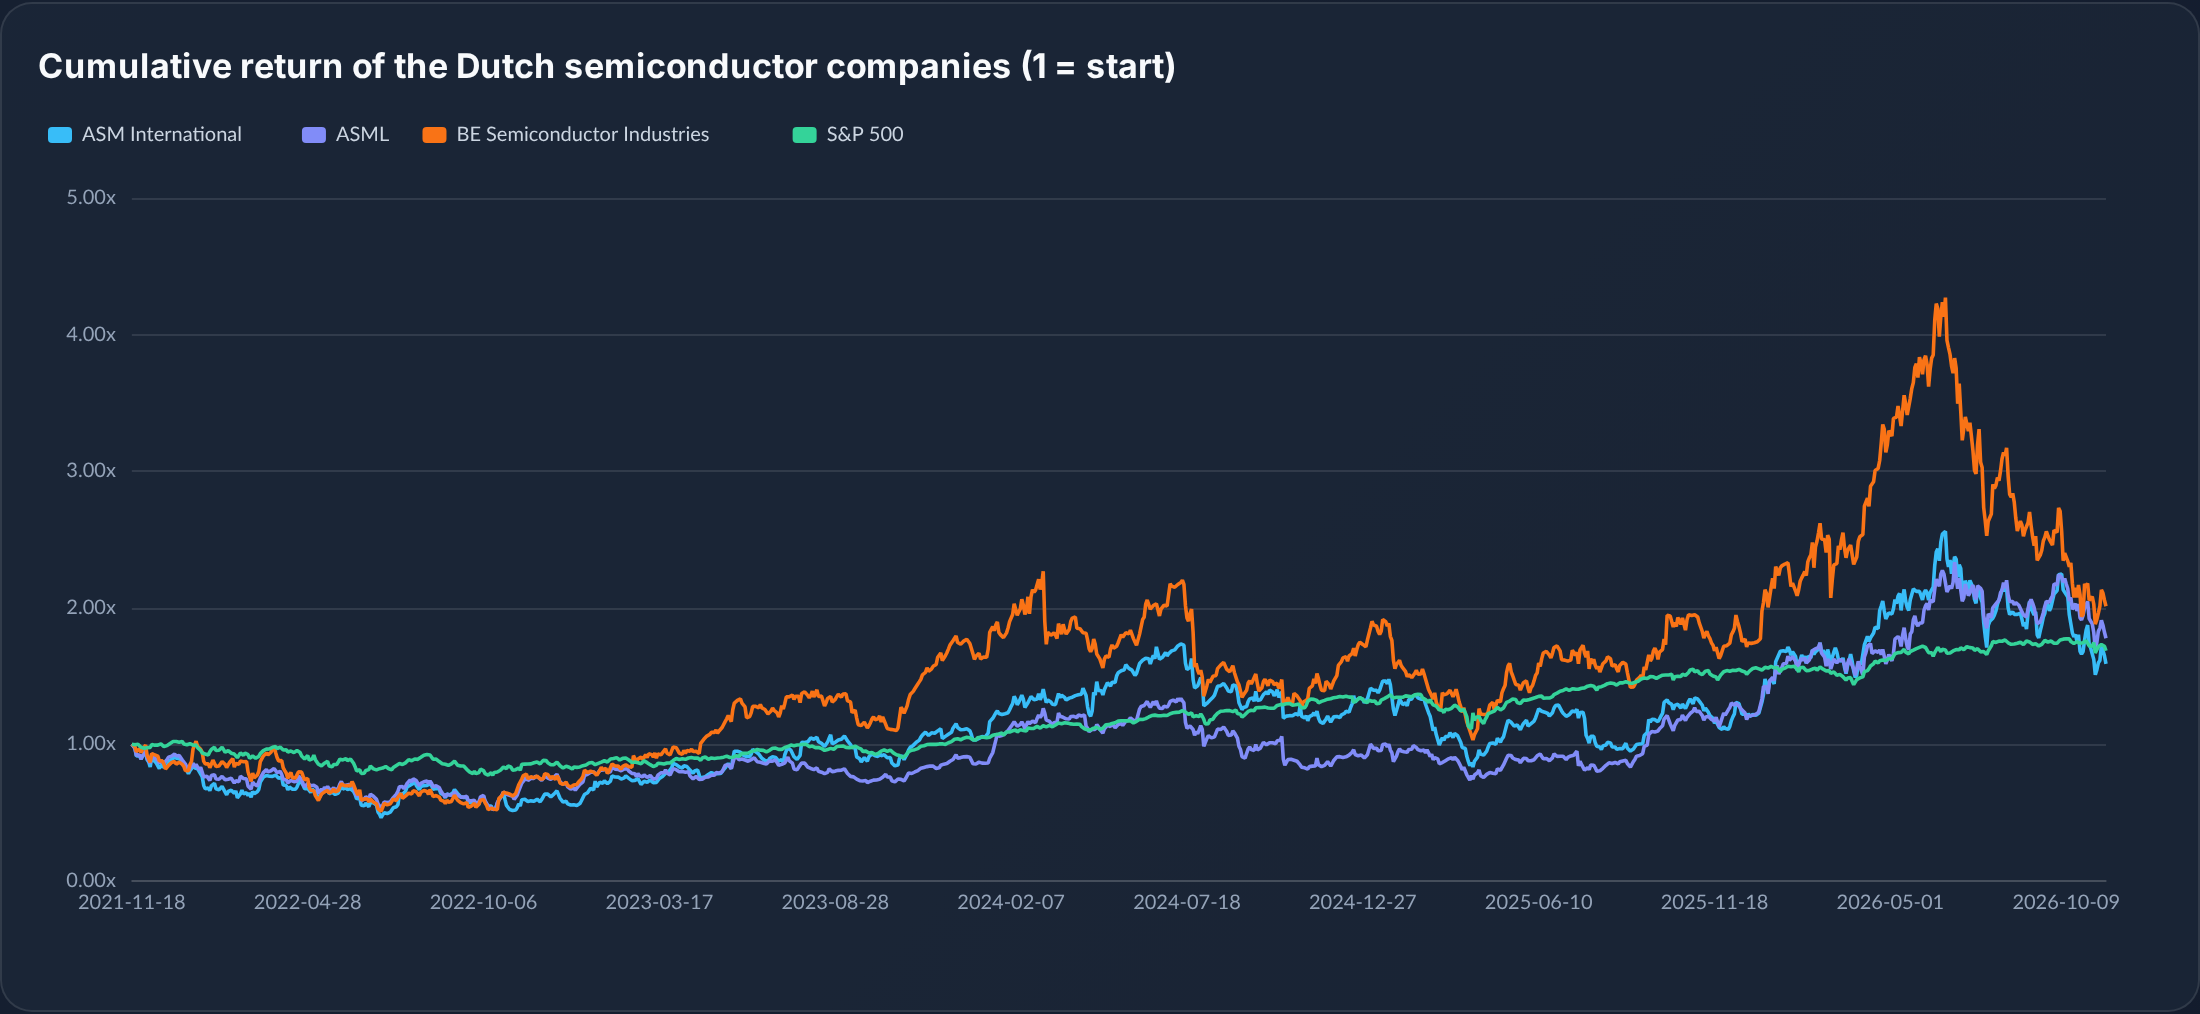 Cumulative return of the Dutch semiconductor companies (1 = start)
ASM International ASML BE Semiconductor Industries S&P 500
5.00x
4.00x
3.00x
2.00x
1.00x
0.00x
2021-11-18 2022-04-28 2022-10-06 2023-03-17 2023-08-28 2024-02-07 2024-07-18 2024-12-27 2025-06-10 2025-11-18 2026-05-01 2026-10-09